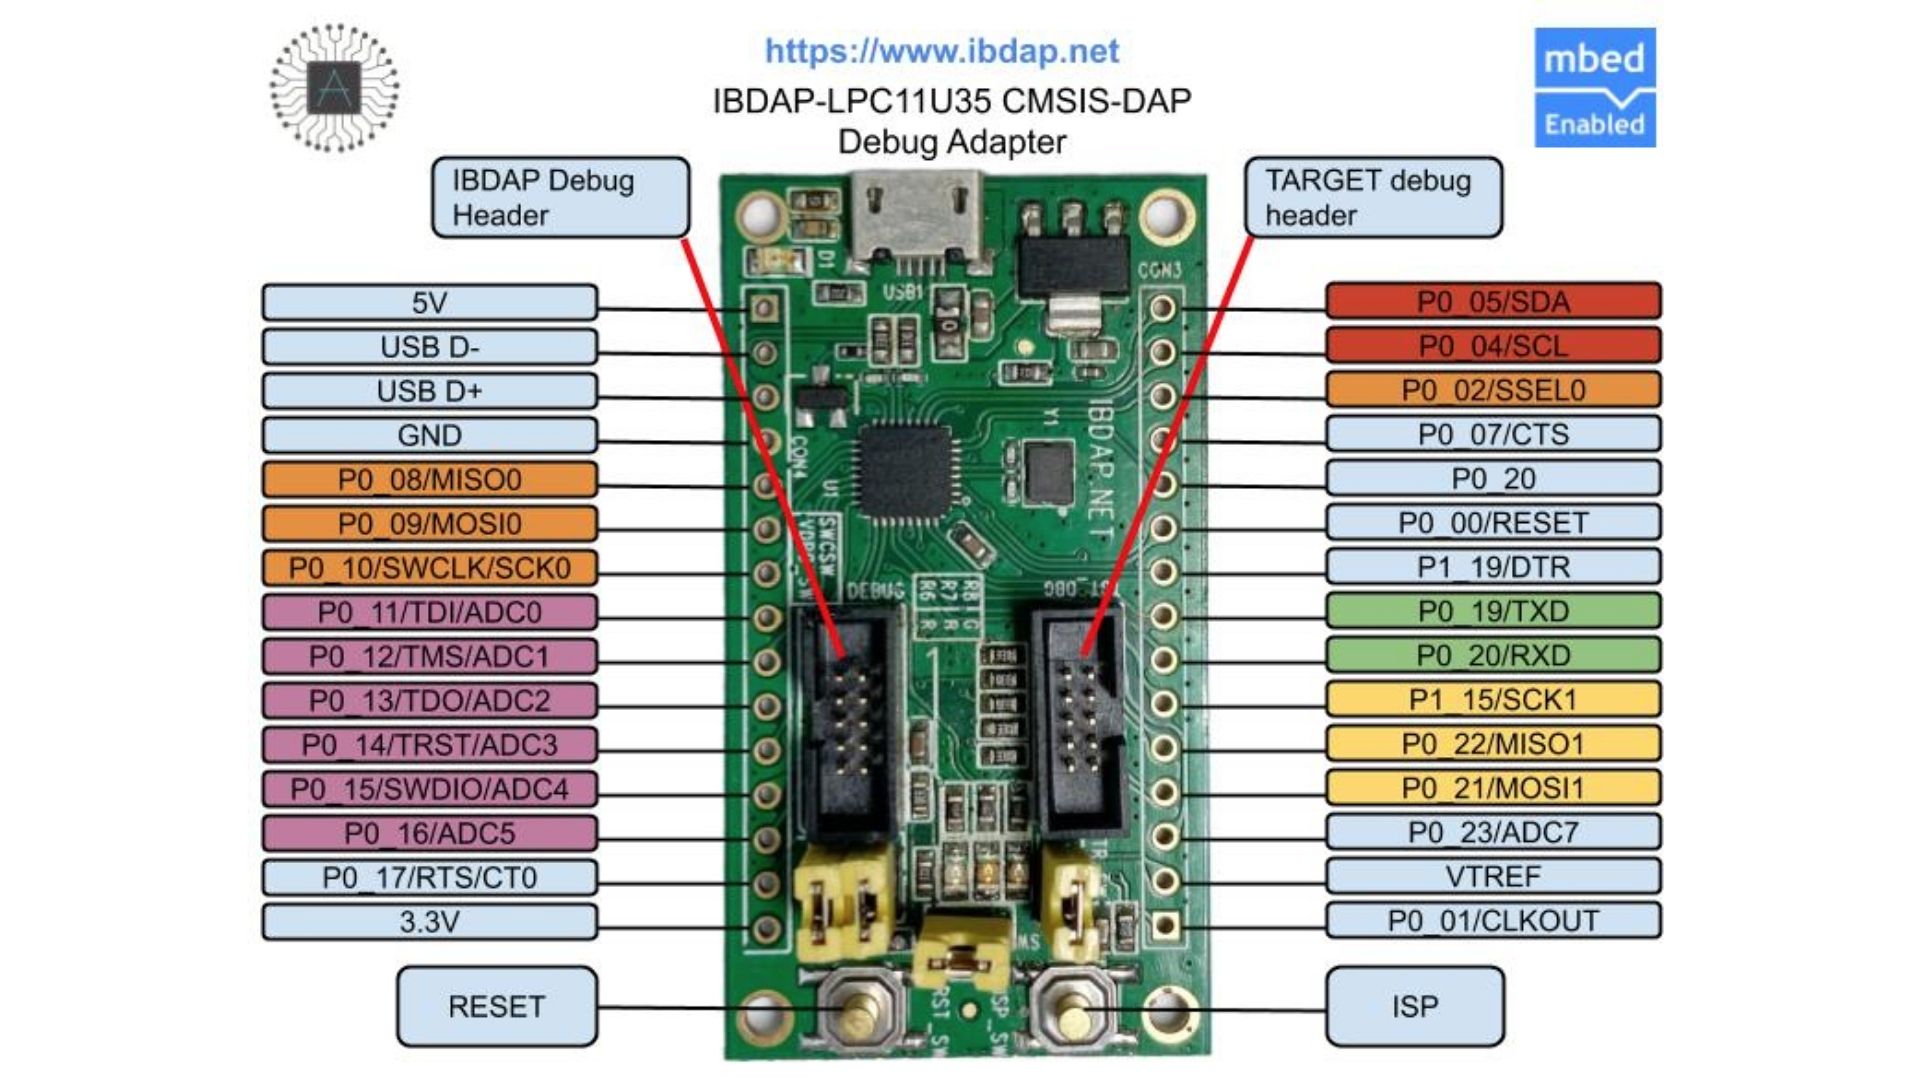 https://www.ibdap.net
IBDAP-LPC11U35 CMSIS-DAP
Debug Adapter
mbed
Enabled
IBDAP Debug
Header
TARGET debug
header
5V
USB D-
USB D+
GND
P0_08/MISO0
P0_09/MOSI0
P0_10/SWCLK/SCK0
P0_11/TDI/ADC0
P0_12/TMS/ADC1
P0_13/TDO/ADC2
P0_14/TRST/ADC3
P0_15/SWDIO/ADC4
P0_16/ADC5
P0_17/RTS/CT0
3.3V
RESET
D1
USB1
CON3
10
Y1
IBDAP.NET
CON4
U1
SWCSW
DEBUG
R8 G
R7 R
R6 R
1
RST_SW
ISP_SW
P0_05/SDA
P0_04/SCL
P0_02/SSEL0
P0_07/CTS
P0_20
P0_00/RESET
P1_19/DTR
P0_19/TXD
P0_20/RXD
P1_15/SCK1
P0_22/MISO1
P0_21/MOSI1
P0_23/ADC7
VTREF
P0_01/CLKOUT
ISP